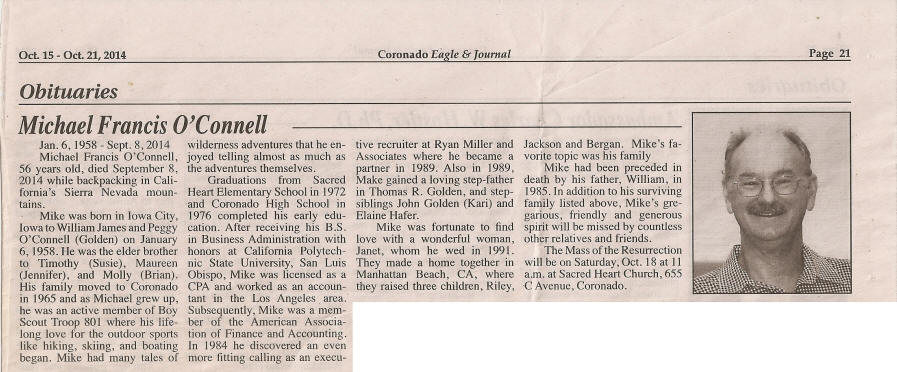 Oct. 15 - Oct. 21, 2014
Coronado Eagle & Journal
Page 21
Obituaries
Michael Francis O'Connell
Jan. 6, 1958 - Sept. 8, 2014
Michael Francis O'Connell,
56 years old, died September 8,
2014 while backpacking in Cali-
fornia's Sierra Nevada moun-
tains.
Mike was born in Iowa City,
Iowa to William James and Peggy
O'Connell (Golden) on January
6, 1958. He was the elder brother
to Timothy (Susie), Maureen
(Jennifer), and Molly (Brian).
His family moved to Coronado
in 1965 and as Michael grew up,
he was an active member of Boy
Scout Troop 801 where his life-
long love for the outdoor sports
like hiking, skiing, and boating
began. Mike had many tales of
wilderness adventures that he en-
joyed telling almost as much as
the adventures themselves.
Graduations from Sacred
Heart Elementary School in 1972
and Coronado High School in
1976 completed his early edu-
cation. After receiving his B.S.
in Business Administration with
honors at California Polytech-
nic State University, San Luis
Obispo, Mike was licensed as a
CPA and worked as an accoun-
tant in the Los Angeles area.
Subsequently, Mike was a mem-
ber of the American Associa-
tion of Finance and Accounting.
In 1984 he discovered an even
more fitting calling as an execu-
tive recruiter at Ryan Miller and
Associates where he became a
partner in 1989. Also in 1989,
Make gained a loving step-father
in Thomas R. Golden, and step-
siblings John Golden (Kari) and
Elaine Hafer.
Mike was fortunate to find
love with a wonderful woman,
Janet, whom he wed in 1991.
They made a home together in
Manhattan Beach, CA, where
they raised three children, Riley,
Jackson and Bergan. Mike's fa-
vorite topic was his family
Mike had been preceded in
death by his father, William, in
1985. In addition to his surviving
family listed above, Mike's gre-
garious, friendly and generous
spirit will be missed by countless
other relatives and friends.
The Mass of the Resurrection
will be on Saturday, Oct. 18 at 11
a.m. at Sacred Heart Church, 655
C Avenue, Coronado.